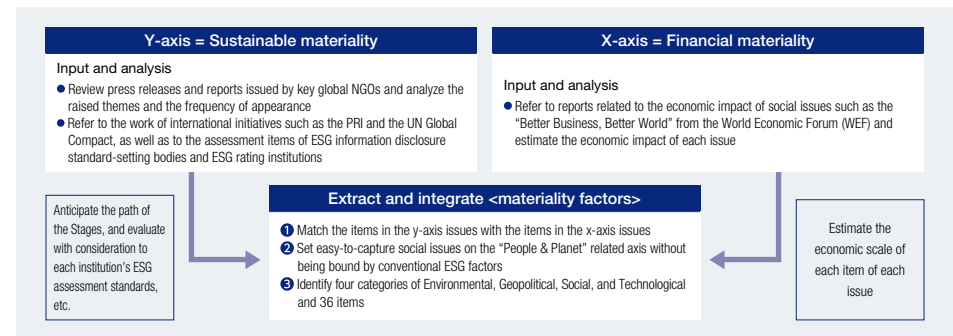 Y-axis = Sustainable materiality
Input and analysis
● Review press releases and reports issued by key global NGOs and analyze the
raised themes and the frequency of appearance
● Refer to the work of international initiatives such as the PRI and the UN Global
Compact, as well as to the assessment items of ESG information disclosure
standard-setting bodies and ESG rating institutions
X-axis = Financial materiality
Input and analysis
● Refer to reports related to the economic impact of social issues such as the
“Better Business, Better World” from the World Economic Forum (WEF) and
estimate the economic impact of each issue
Anticipate the path of
the Stages, and evaluate
with consideration to
each institution’s ESG
assessment standards,
etc.
Extract and integrate <materiality factors>
❶ Match the items in the y-axis issues with the items in the x-axis issues
❷ Set easy-to-capture social issues on the “People & Planet” related axis without
being bound by conventional ESG factors
❸ Identify four categories of Environmental, Geopolitical, Social, and Technological
and 36 items
Estimate the
economic scale of
each item of each
issue